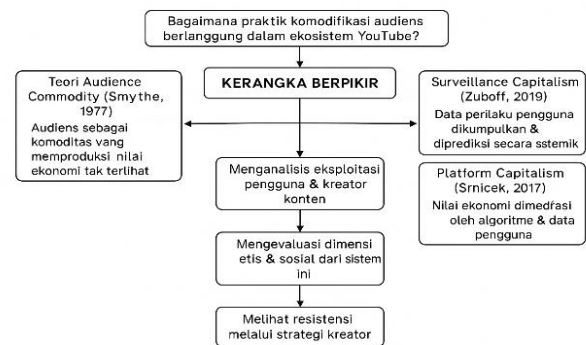 Bagaimana praktik komodifikasi audiens
berlanggung dalam ekosistem YouTube?
KERANGKA BERPIKIR
Teori Audience
Commodity (Smythe,
1977)
Audiens sebagai
komoditas vang
memproduksi nilai
ekonomi tak terlihat
Surveillance Capitalism
(Zuboff, 2019)
Data perilaku pengguna
dikumpulkan &
diprediksi secara sstemik
Platform Capitalism
(Srnicek, 2017)
Nilai ekonomi dimedrasi
oleh algoritme & data
pengguna
Menganalisis eksploitasi
pengguna & kreator
konten
Mengevaluasi dimensi
etis & sosial dari sistem
ini
Melihat resistensi
melalui strategi kreator